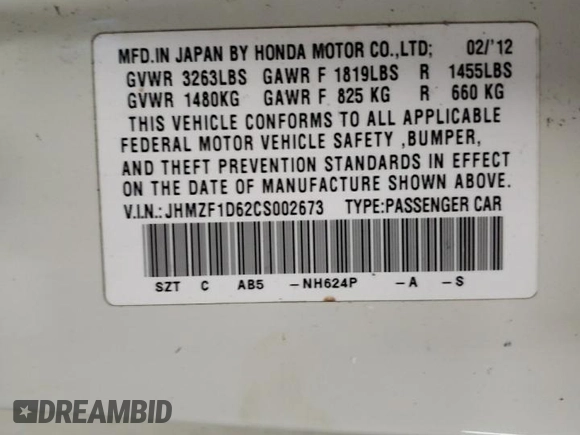 MFD.IN JAPAN BY HONDA MOTOR CO.,LTD; 02/'12
GVWR 3263LBS GAWR F 1819LBS R 1455LBS
GVWR 1480KG GAWR F 825 KG R 660 KG
THIS VEHICLE CONFORMS TO ALL APPLICABLE
FEDERAL MOTOR VEHICLE SAFETY ,BUMPER,
AND THEFT PREVENTION STANDARDS IN EFFECT
ON THE DATE OF MANUFACTURE SHOWN ABOVE.
V.I.N.:JHMZF1D62CS002673 TYPE:PASSENGER CAR
SZT C AB5 -NH624P -A -S
DREAMBID